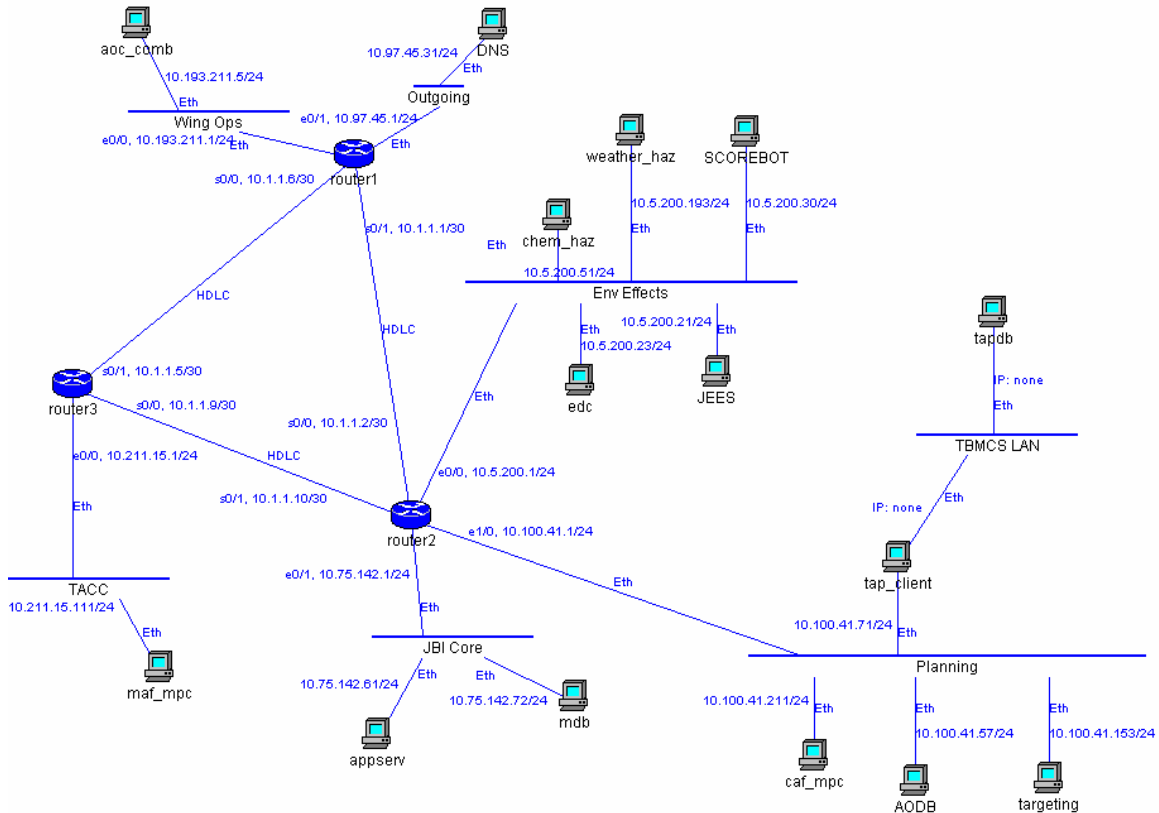 aoc_comb
DNS
10.97.45.31/24
10.193.211.5/24
Eth
Eth
Outgoing
Wing Ops
e0/1, 10.97.45.1/24
e0/0, 10.193.211.1/24
Eth
Eth
router1
s0/0, 10.1.1.6/30
s0/1, 10.1.1.1/30
HDLC
HDLC
weather_haz
SCOREBOT
10.5.200.193/24
10.5.200.30/24
Eth
Eth
chem_haz
Eth
10.5.200.51/24
Env Effects
Eth
10.5.200.23/24
10.5.200.21/24
Eth
edc
JEES
tapdb
IP: none
Eth
TBMCS LAN
Eth
IP: none
tap_client
10.100.41.71/24
Eth
s0/1, 10.1.1.5/30
router3
s0/0, 10.1.1.9/30
Eth
s0/0, 10.1.1.2/30
e0/0, 10.211.15.1/24
HDLC
e0/0, 10.5.200.1/24
s0/1, 10.1.1.10/30
Eth
router2
e1/0, 10.100.41.1/24
Eth
e0/1, 10.75.142.1/24
TACC
10.211.15.111/24
Eth
maf_mpc
Eth
JBI Core
Planning
10.75.142.61/24
Eth
Eth
10.75.142.72/24
mdb
appserv
10.100.41.211/24
Eth
Eth
10.100.41.57/24
Eth
10.100.41.153/24
caf_mpc
AODB
targeting